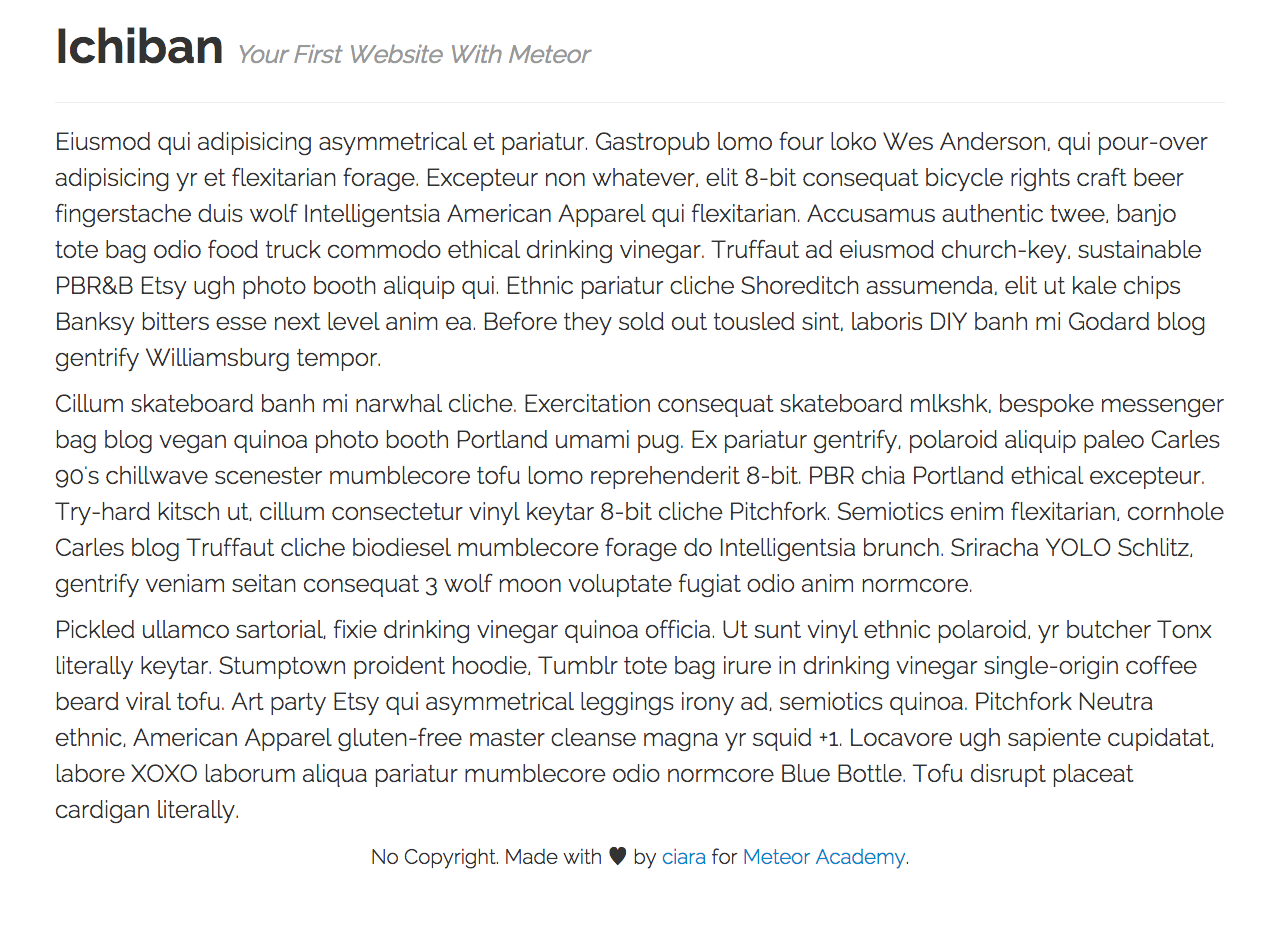 Ichiban Your First Website With Meteor
Eiusmod qui adipisicing asymmetrical et pariatur. Gastropub lomo four loko Wes Anderson, qui pour-over
adipisicing yr et flexitarian forage. Excepteur non whatever, elit 8-bit consequat bicycle rights craft beer
fingerstache duis wolf Intelligentsia American Apparel qui flexitarian. Accusamus authentic twee, banjo
tote bag odio food truck commodo ethical drinking vinegar. Truffaut ad eiusmod church-key, sustainable
PBR&B Etsy ugh photo booth aliquip qui. Ethnic pariatur cliche Shoreditch assumenda, elit ut kale chips
Banksy bitters esse next level anim ea. Before they sold out tousled sint, laboris DIY banh mi Godard blog
gentrify Williamsburg tempor.
Cillum skateboard banh mi narwhal cliche. Exercitation consequat skateboard mlkshk, bespoke messenger
bag blog vegan quinoa photo booth Portland umami pug. Ex pariatur gentrify, polaroid aliquip paleo Carles
90's chillwave scenester mumblecore tofu lomo reprehenderit 8-bit. PBR chia Portland ethical excepteur.
Try-hard kitsch ut, cillum consectetur vinyl keytar 8-bit cliche Pitchfork. Semiotics enim flexitarian, cornhole
Carles blog Truffaut cliche biodiesel mumblecore forage do Intelligentsia brunch. Sriracha YOLO Schlitz,
gentrify veniam seitan consequat 3 wolf moon voluptate fugiat odio anim normcore.
Pickled ullamco sartorial, fixie drinking vinegar quinoa officia. Ut sunt vinyl ethnic polaroid, yr butcher Tonx
literally keytar. Stumptown proident hoodie, Tumblr tote bag irure in drinking vinegar single-origin coffee
beard viral tofu. Art party Etsy qui asymmetrical leggings irony ad, semiotics quinoa. Pitchfork Neutra
ethnic, American Apparel gluten-free master cleanse magna yr squid +1. Locavore ugh sapiente cupidatat,
labore XOXO laborum aliqua pariatur mumblecore odio normcore Blue Bottle. Tofu disrupt placeat
cardigan literally.
No Copyright. Made with ♥ by ciara for Meteor Academy.